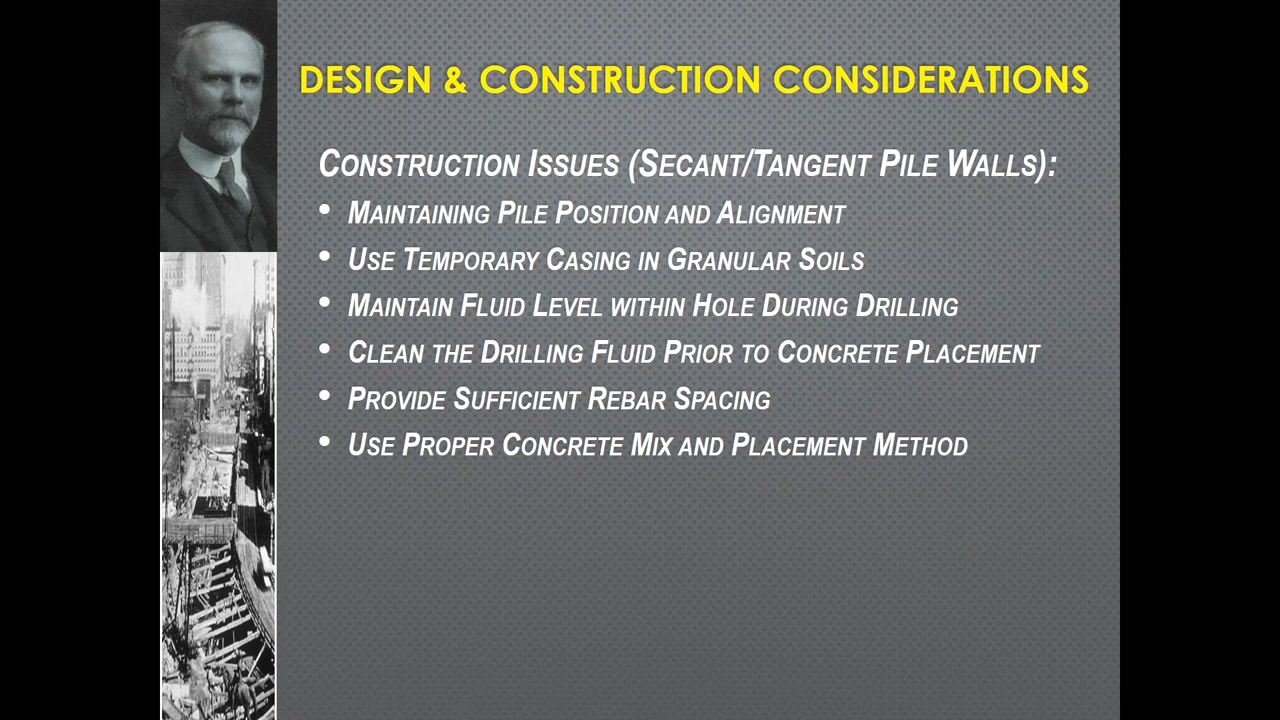 DESIGN & CONSTRUCTION CONSIDERATIONS
CONSTRUCTION ISSUES (SECANT/TANGENT PILE WALLS):
• MAINTAINING PILE POSITION AND ALIGNMENT
• USE TEMPORARY CASING IN GRANULAR SOILS
• MAINTAIN FLUID LEVEL WITHIN HOLE DURING DRILLING
• CLEAN THE DRILLING FLUID PRIOR TO CONCRETE PLACEMENT
• PROVIDE SUFFICIENT REBAR SPACING
• USE PROPER CONCRETE MIX AND PLACEMENT METHOD